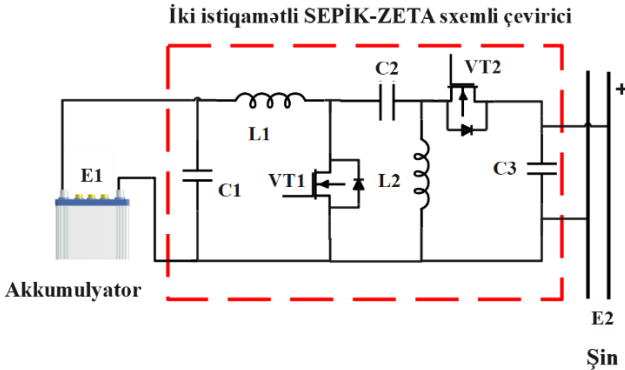 İki istiqamətli SEPİK-ZETA sxemli çevirici
C2
VT2
+
L1
E1
C1
VT1
L2
C3
Akkumulyator
E2
Şin